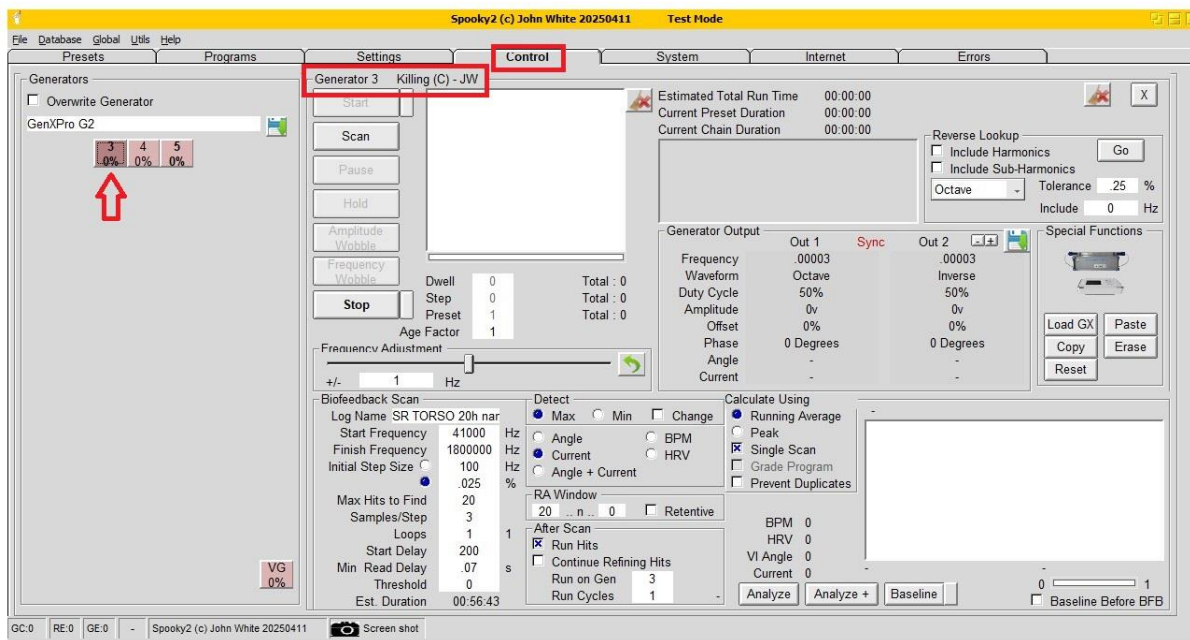 Spooky2 (c) John White 20250411 Test Mode
File Database Global Utils Help
Presets Programs Settings Control System Internet Errors
Generators
Overwrite Generator
GenXPro G2
3 4 5
0% 0% 0%
VG
0%
Generator 3 Killing (C) - JW
Start
Scan
Pause
Hold
Amplitude
Wobble
Frequency
Wobble
Stop
Dwell 0 Total : 0
Step 0 Total : 0
Preset 1 Total : 0
Age Factor 1
Frequency Adjustment
+/- 1 Hz
Estimated Total Run Time 00:00:00
Current Preset Duration 00:00:00
Current Chain Duration 00:00:00
X
Reverse Lookup
Include Harmonics Go
Include Sub-Harmonics
Octave Tolerance .25 %
Include 0 Hz
Generator Output
Out 1 Sync Out 2 - +
Frequency .00003 .00003
Waveform Octave Inverse
Duty Cycle 50% 50%
Amplitude 0v 0v
Offset 0% 0%
Phase 0 Degrees 0 Degrees
Angle - -
Current - -
Special Functions
Load GX Paste
Copy Erase
Reset
Biofeedback Scan
Log Name SR TORSO 20h nar
Start Frequency 41000 Hz
Finish Frequency 1800000 Hz
Initial Step Size 100 Hz
.025 %
Max Hits to Find 20
Samples/Step 3
Loops 1 1
Start Delay 200
Min Read Delay .07 s
Threshold 0
Est. Duration 00:56:43
Detect
Max Min Change
Angle BPM
Current HRV
Angle + Current
RA Window
20 .. n .. 0 Retentive
After Scan
Run Hits
Continue Refining Hits
Run on Gen 3
Run Cycles 1 -
Calculate Using
Running Average
Peak
Single Scan
Grade Program
Prevent Duplicates
-
BPM 0
HRV 0
VI Angle 0
Current 0 - -
Analyze Analyze + Baseline
0 1
Baseline Before BFB
GC:0 RE:0 GE:0 - Spooky2 (c) John White 20250411 Screen shot